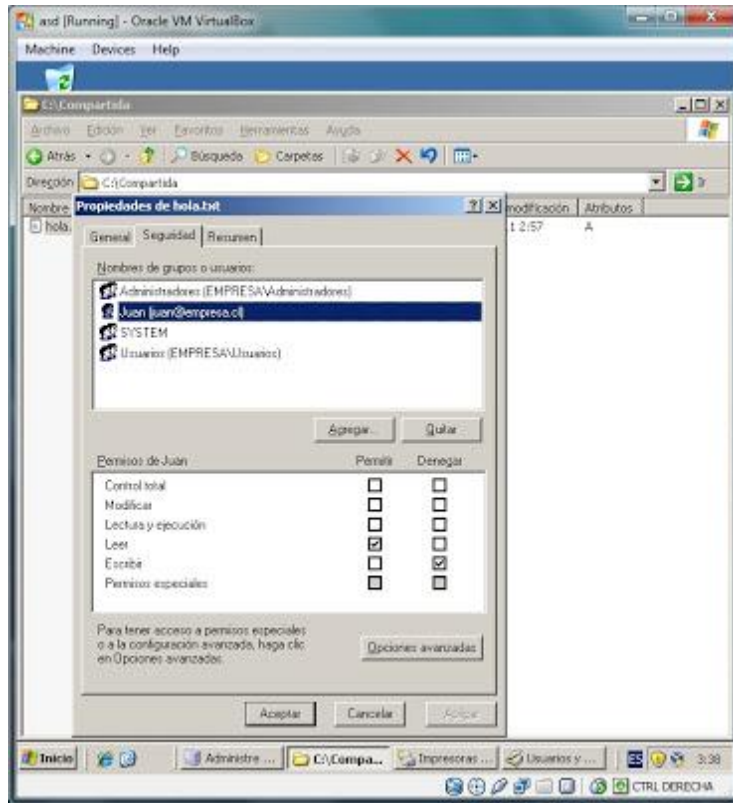 asd [Running] - Oracle VM VirtualBox
Machine Devices Help
C:\Compartida
Archivo Edición Ver Favoritos Herramientas Ayuda
Atrás Búsqueda Carpetas
Dirección C:\Compartida
Nombre modificación Atributos
hola. 1 2:57 A
Propiedades de hola.txt
General Seguridad Resumen
Nombres de grupos o usuarios:
Administradores (EMPRESA\Administradores)
Juan (juan@empresa.cl)
SYSTEM
Usuarios (EMPRESA\Usuarios)
Agregar... Quitar
Permisos de Juan Permitir Denegar
Control total
Modificar
Lectura y ejecución
Leer
Escribir
Permisos especiales
Para tener acceso a permisos especiales
o a la configuración avanzada, haga clic
en Opciones avanzadas.
Opciones avanzadas
Aceptar Cancelar Aplicar
Inicio Administre ... C:\Compa... Impresoras ... Usuarios y ... ES 3:38
CTRL DERECHA